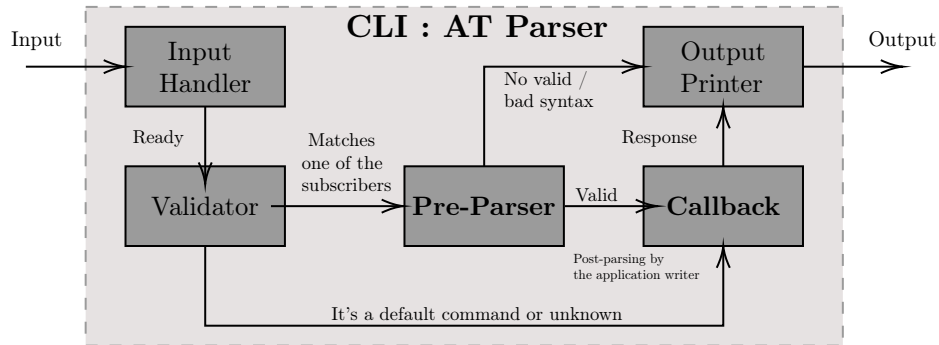 CLI : AT Parser
Input
Input
Handler
Output
Printer
Output
No valid /
bad syntax
Ready
Matches
one of the
subscribers
Response
Validator
Pre-Parser
Valid
Callback
Post-parsing by
the application writer
It's a default command or unknown